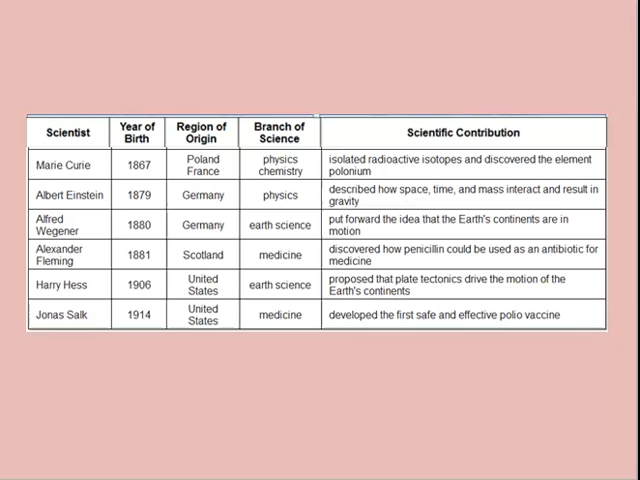 Scientist Year of Birth Region of Origin Branch of Science Scientific Contribution
Marie Curie 1867 Poland France physics chemistry isolated radioactive isotopes and discovered the element polonium
Albert Einstein 1879 Germany physics described how space, time, and mass interact and result in gravity
Alfred Wegener 1880 Germany earth science put forward the idea that the Earth's continents are in motion
Alexander Fleming 1881 Scotland medicine discovered how penicillin could be used as an antibiotic for medicine
Harry Hess 1906 United States earth science proposed that plate tectonics drive the motion of the Earth's continents
Jonas Salk 1914 United States medicine developed the first safe and effective polio vaccine